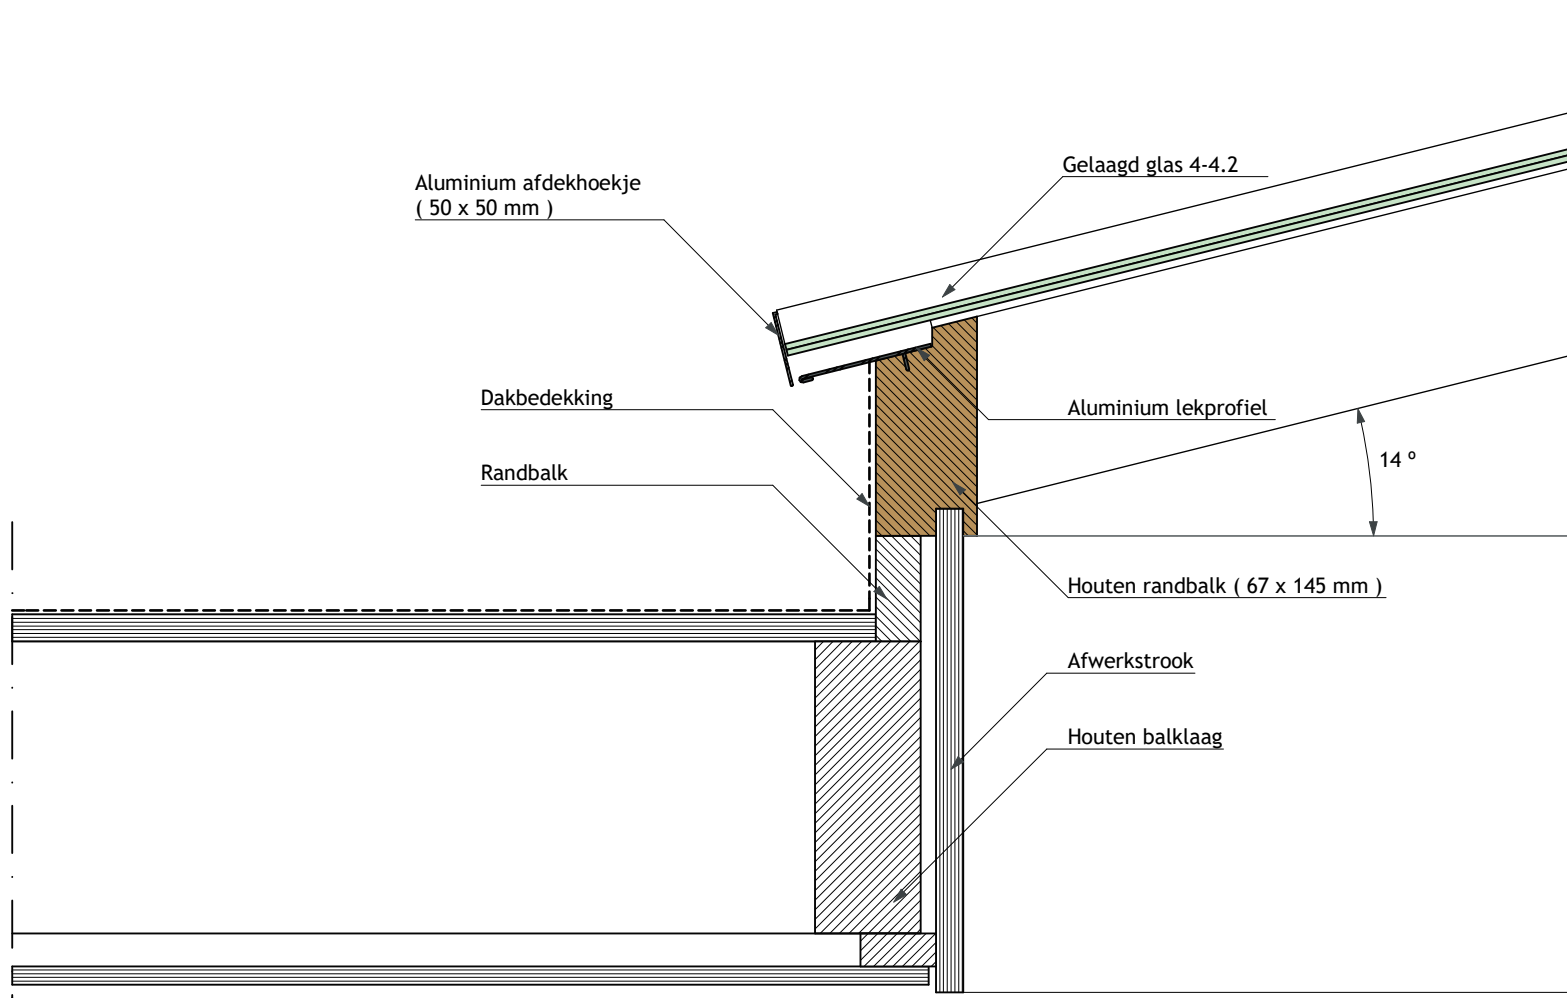 Gelaagd glas 4-4.2
Aluminium afdekhoekje
( 50 x 50 mm )
Dakbedekking
Aluminium lekprofiel
14 º
Randbalk
Houten randbalk ( 67 x 145 mm )
Afwerkstrook
Houten balklaag